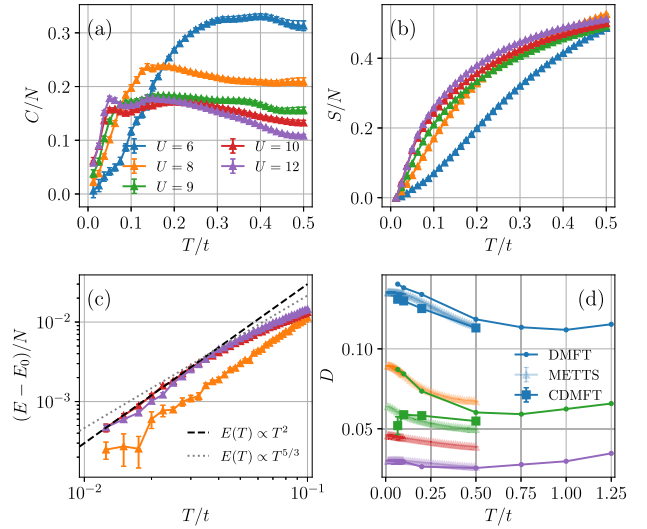 (a)
C/N
0.3
0.2
0.1
0.0
U = 6
U = 8
U = 9
U = 10
U = 12
0.0 0.1 0.2 0.3 0.4 0.5
T/t
(b)
S/N
0.4
0.2
0.0
0.0 0.1 0.2 0.3 0.4 0.5
T/t
(c)
(E − E₀)/N
10⁻²
10⁻³
E(T) ∝ T²
E(T) ∝ T^{5/3}
10⁻² 10⁻¹
T/t
(d)
D
0.10
0.05
DMFT
METTS
CDMFT
0.00 0.25 0.50 0.75 1.00 1.25
T/t